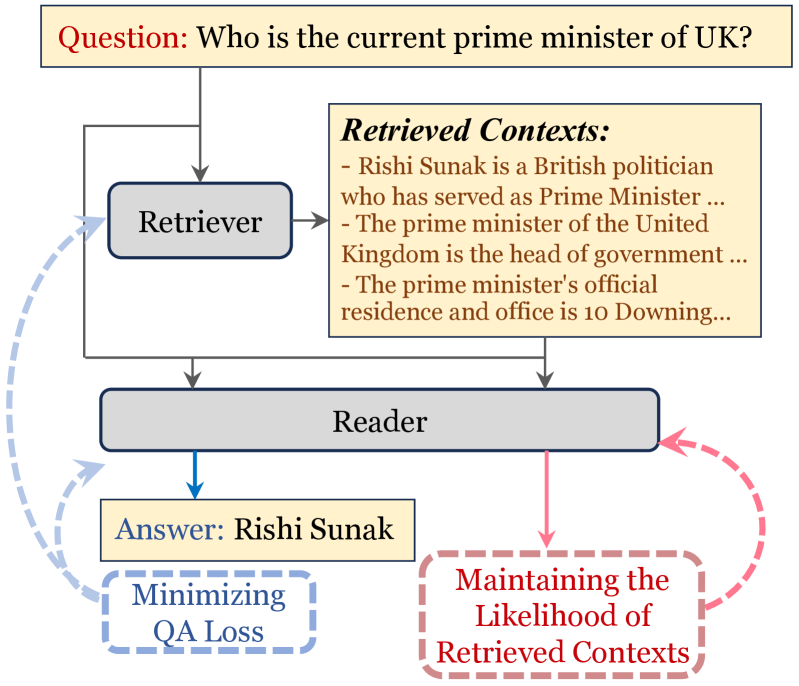 Question: Who is the current prime minister of UK?
Retrieved Contexts:
- Rishi Sunak is a British politician
who has served as Prime Minister ...
- The prime minister of the United
Kingdom is the head of government ...
- The prime minister's official
residence and office is 10 Downing...
Retriever
Reader
Answer: Rishi Sunak
Minimizing
QA Loss
Maintaining the
Likelihood of
Retrieved Contexts